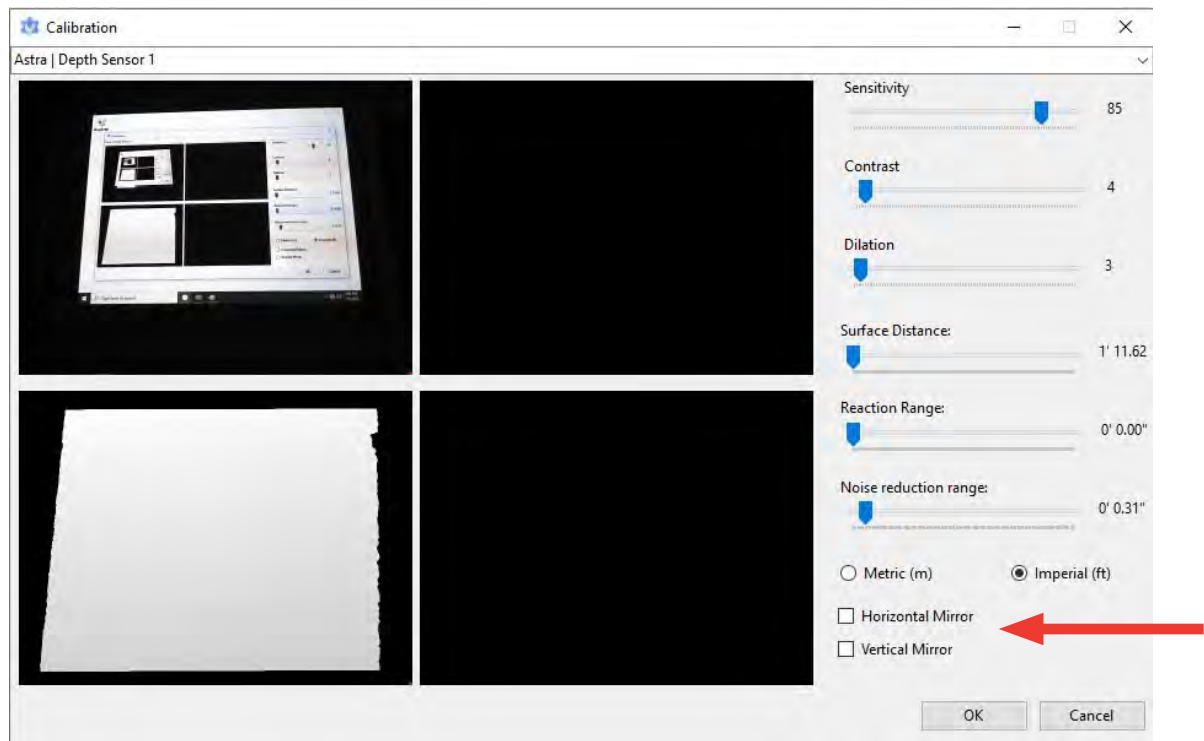 Calibration
Astra | Depth Sensor 1
Sensitivity
85
Contrast
4
Dilation
3
Surface Distance:
1' 11.62
Reaction Range:
0' 0.00"
Noise reduction range:
0' 0.31"
Metric (m) Imperial (ft)
Horizontal Mirror
Vertical Mirror
OK Cancel